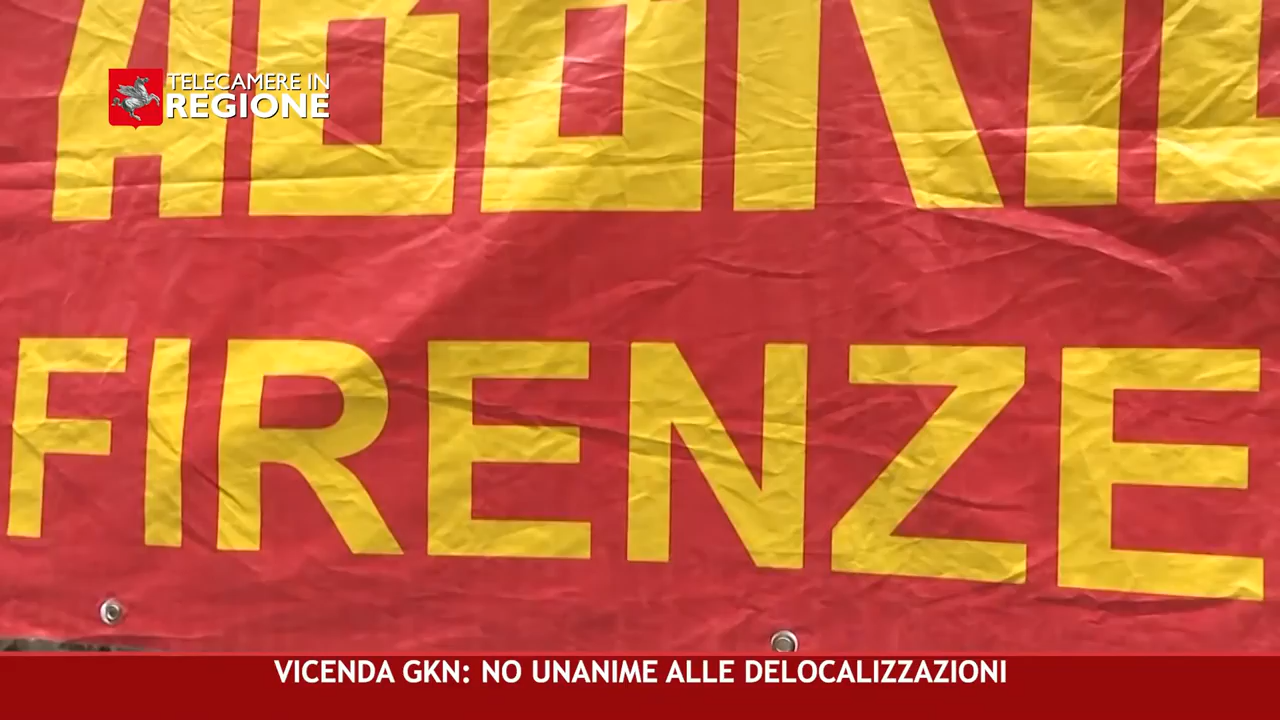 TELECAMERE IN
REGIONE
FIRENZE
VICENDA GKN: NO UNANIME ALLE DELOCALIZZAZIONI